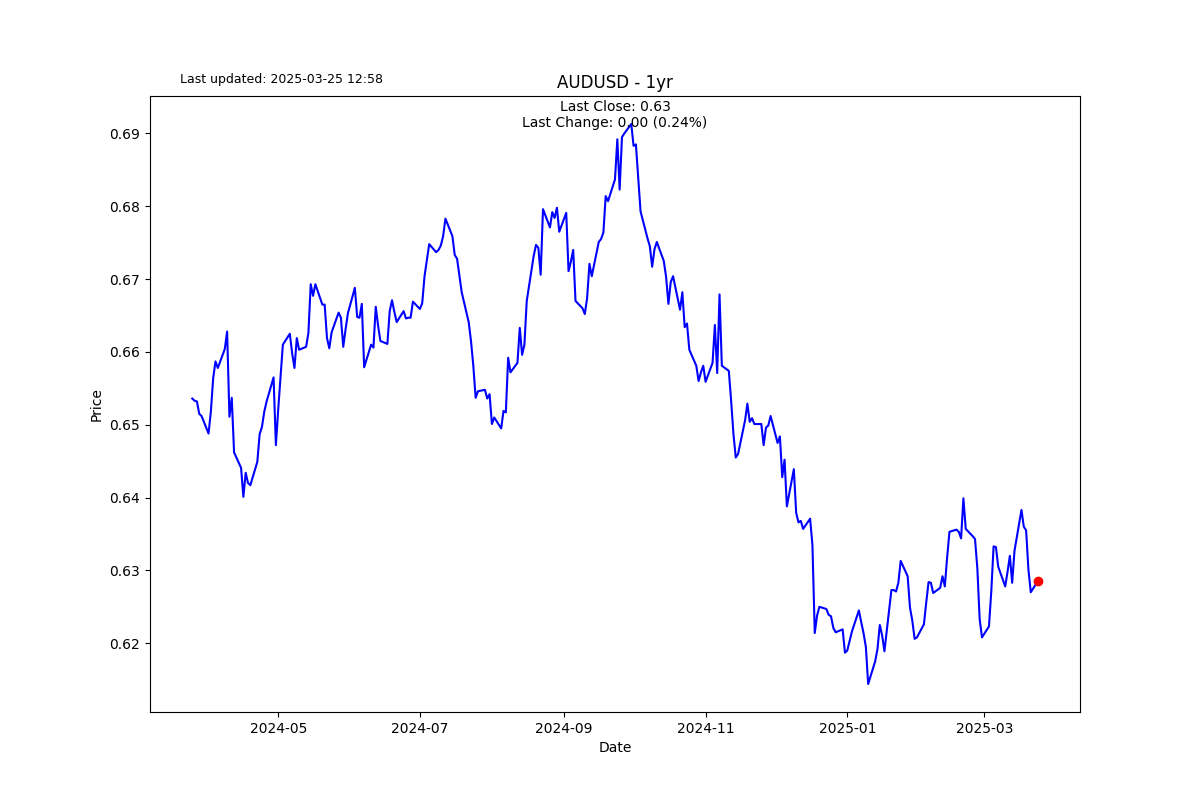 Last updated: 2025-03-25 12:58
AUDUSD - 1yr
Last Close: 0.63
Last Change: 0.00 (0.24%)
0.69
0.68
0.67
0.66
0.65
0.64
0.63
0.62
Price
2024-05
2024-07
2024-09
2024-11
2025-01
2025-03
Date